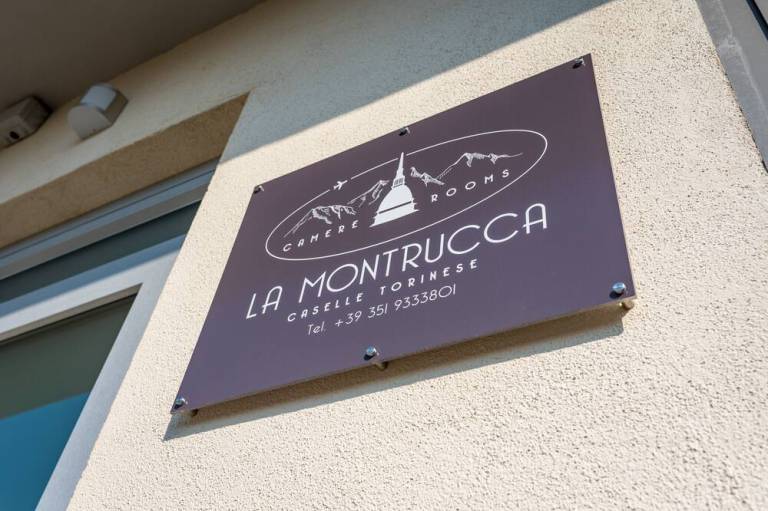 CAMERE ROOMS
LA MONTRUCCA
CASELLE TORINESE
Tel. +39 351 9333801